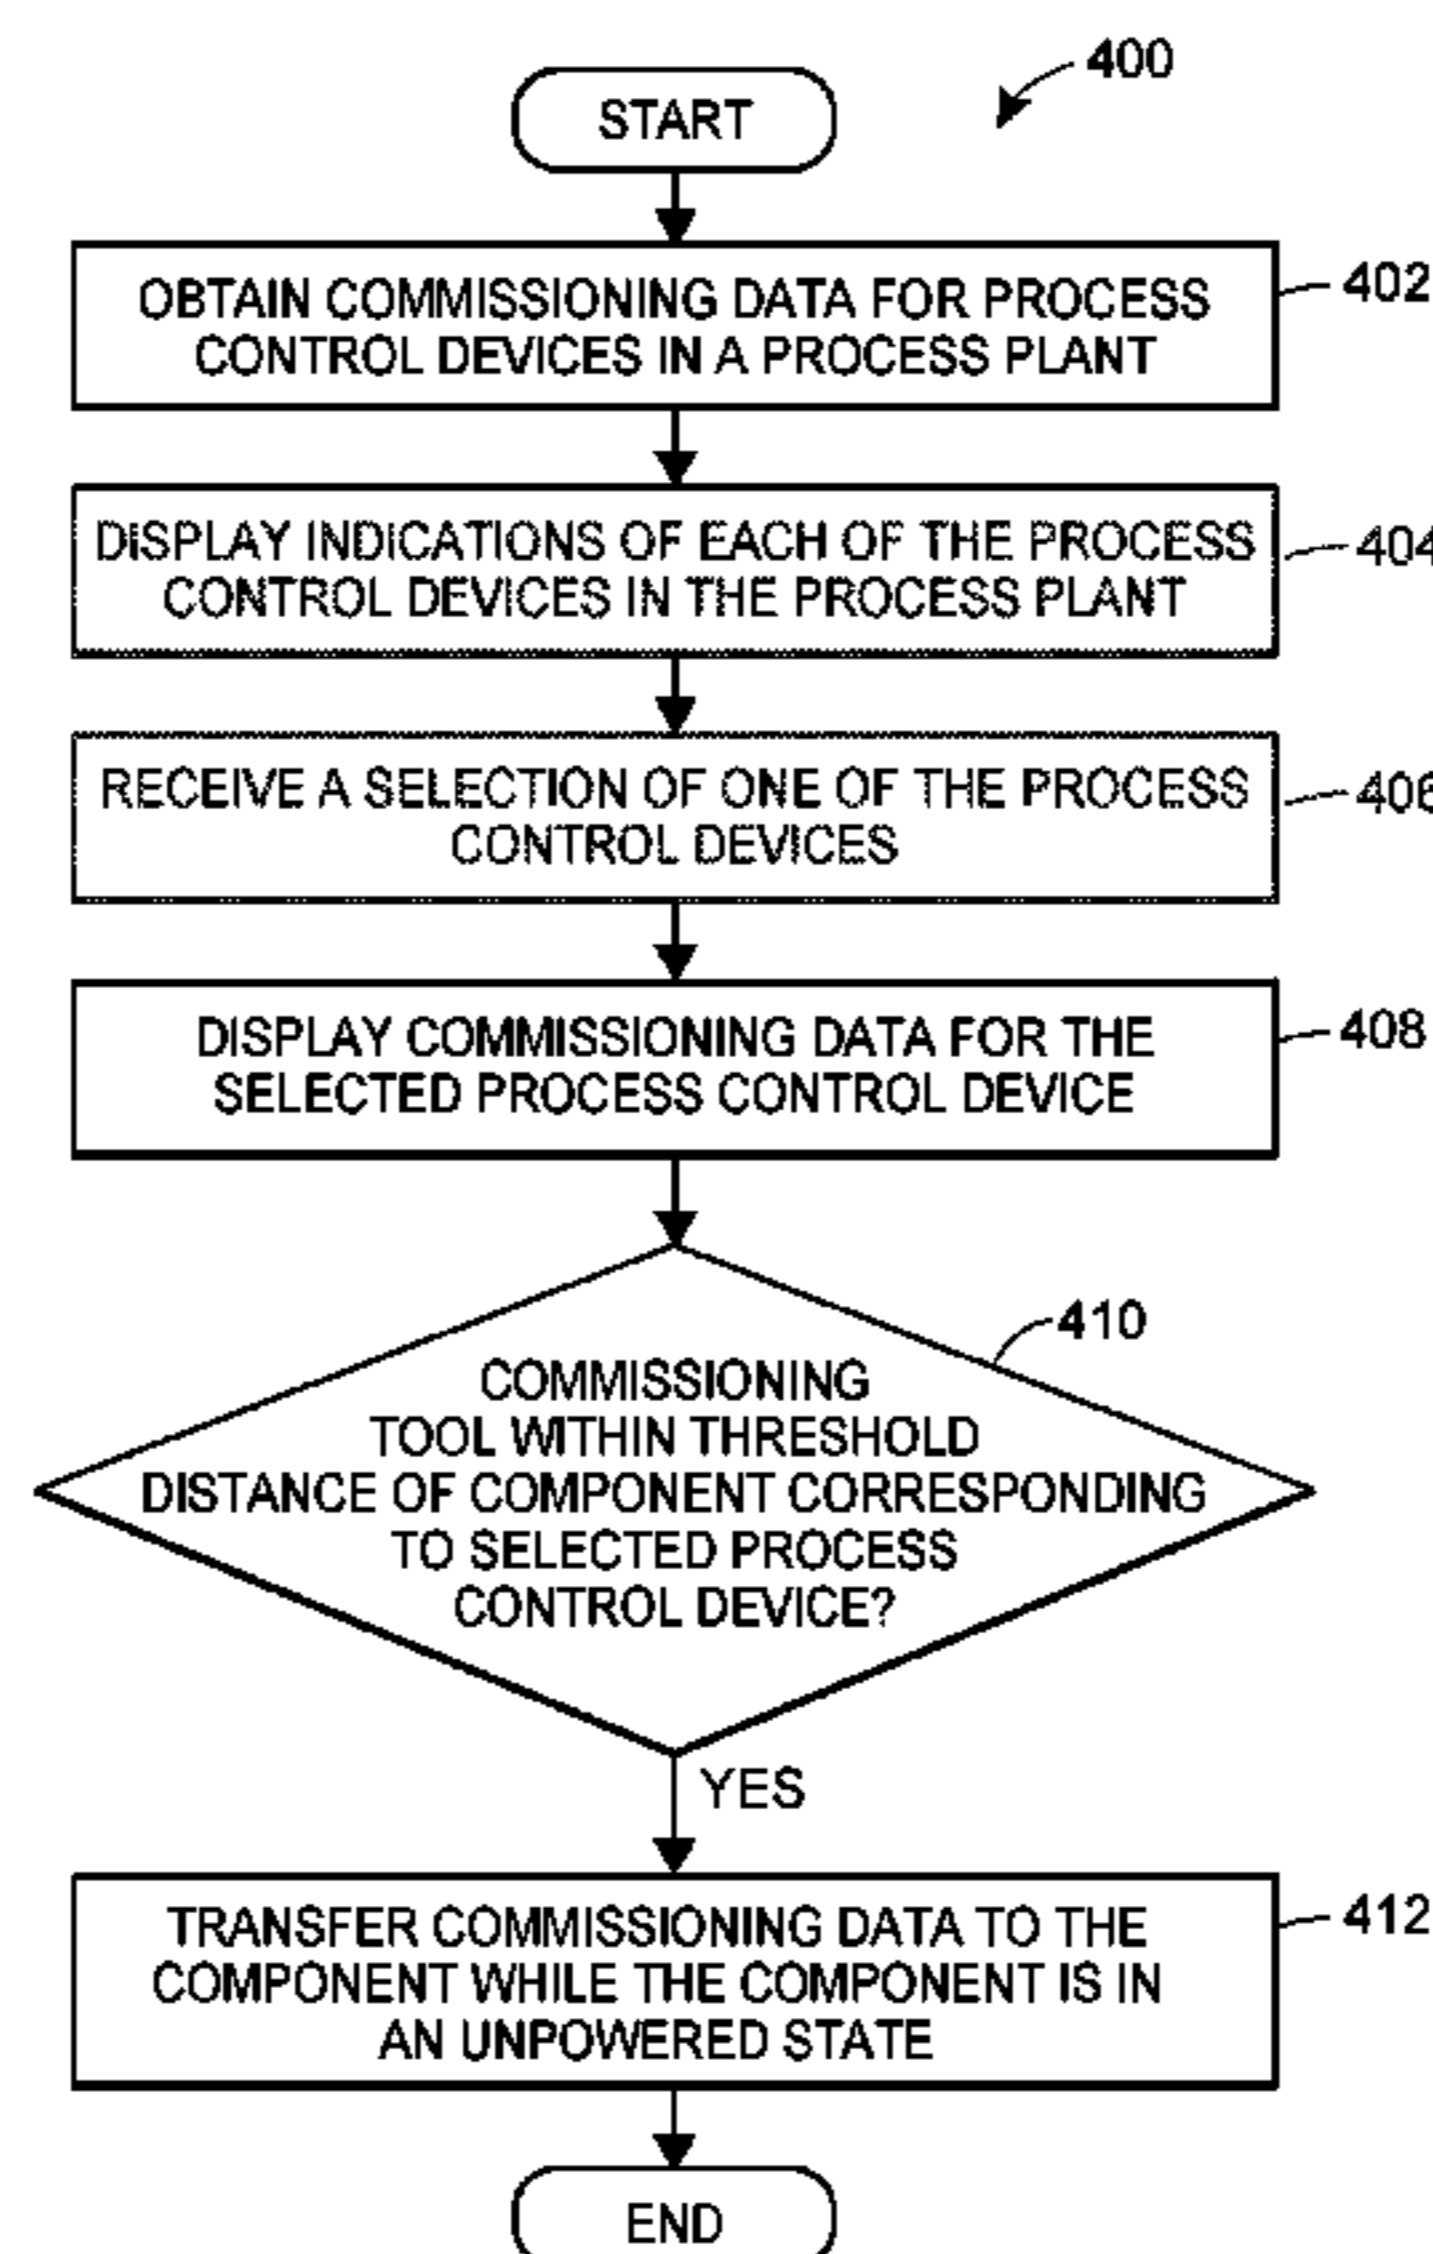 400
START
OBTAIN COMMISSIONING DATA FOR PROCESS
CONTROL DEVICES IN A PROCESS PLANT
402
DISPLAY INDICATIONS OF EACH OF THE PROCESS
CONTROL DEVICES IN THE PROCESS PLANT
404
RECEIVE A SELECTION OF ONE OF THE PROCESS
CONTROL DEVICES
406
DISPLAY COMMISSIONING DATA FOR THE
SELECTED PROCESS CONTROL DEVICE
408
410
COMMISSIONING
TOOL WITHIN THRESHOLD
DISTANCE OF COMPONENT CORRESPONDING
TO SELECTED PROCESS
CONTROL DEVICE?
YES
TRANSFER COMMISSIONING DATA TO THE
COMPONENT WHILE THE COMPONENT IS IN
AN UNPOWERED STATE
412
END